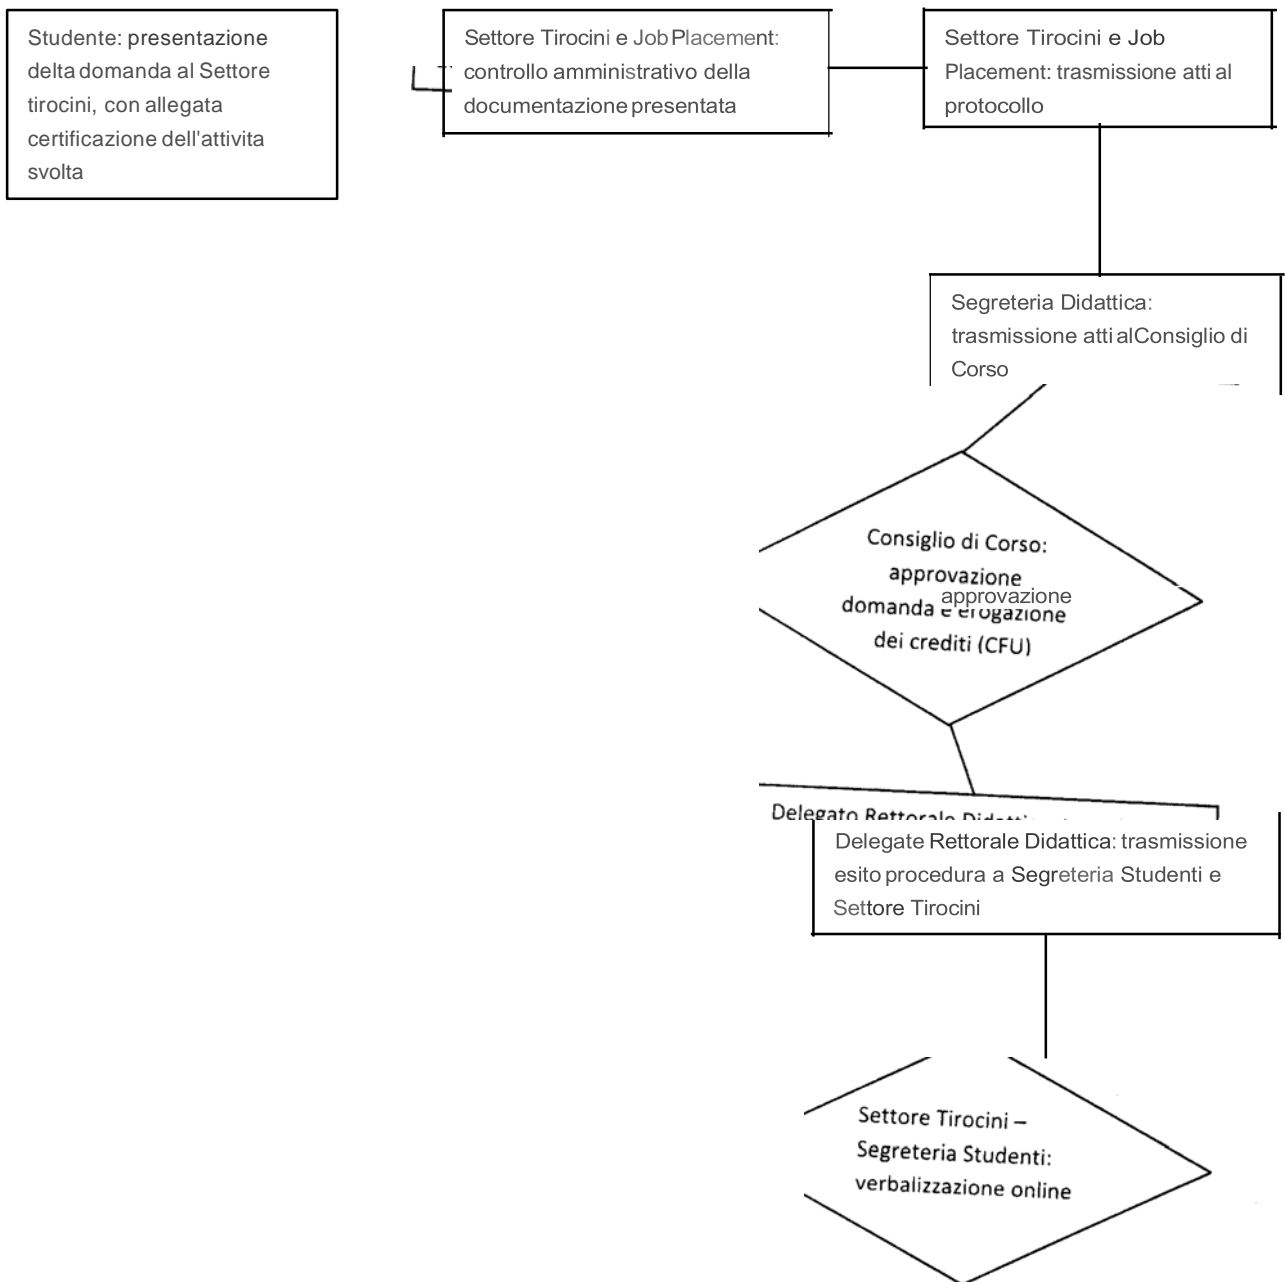 Studente: presentazione
delta domanda al Settore
tirocini, con allegata
certificazione dell'attivita
svolta
Settore Tirocini e Job Placement:
controllo amministrativo della
documentazione presentata
Settore Tirocini e Job
Placement: trasmissione atti al
protocollo
Segreteria Didattica:
trasmissione atti al Consiglio di
Corso
Consiglio di Corso:
approvazione
approvazione
domanda e erogazione
dei crediti (CFU)
Delegato Rettorale
Delegate Rettorale Didattica: trasmissione
esito procedura a Segreteria Studenti e
Settore Tirocini
Settore Tirocini –
Segreteria Studenti:
verbalizzazione online